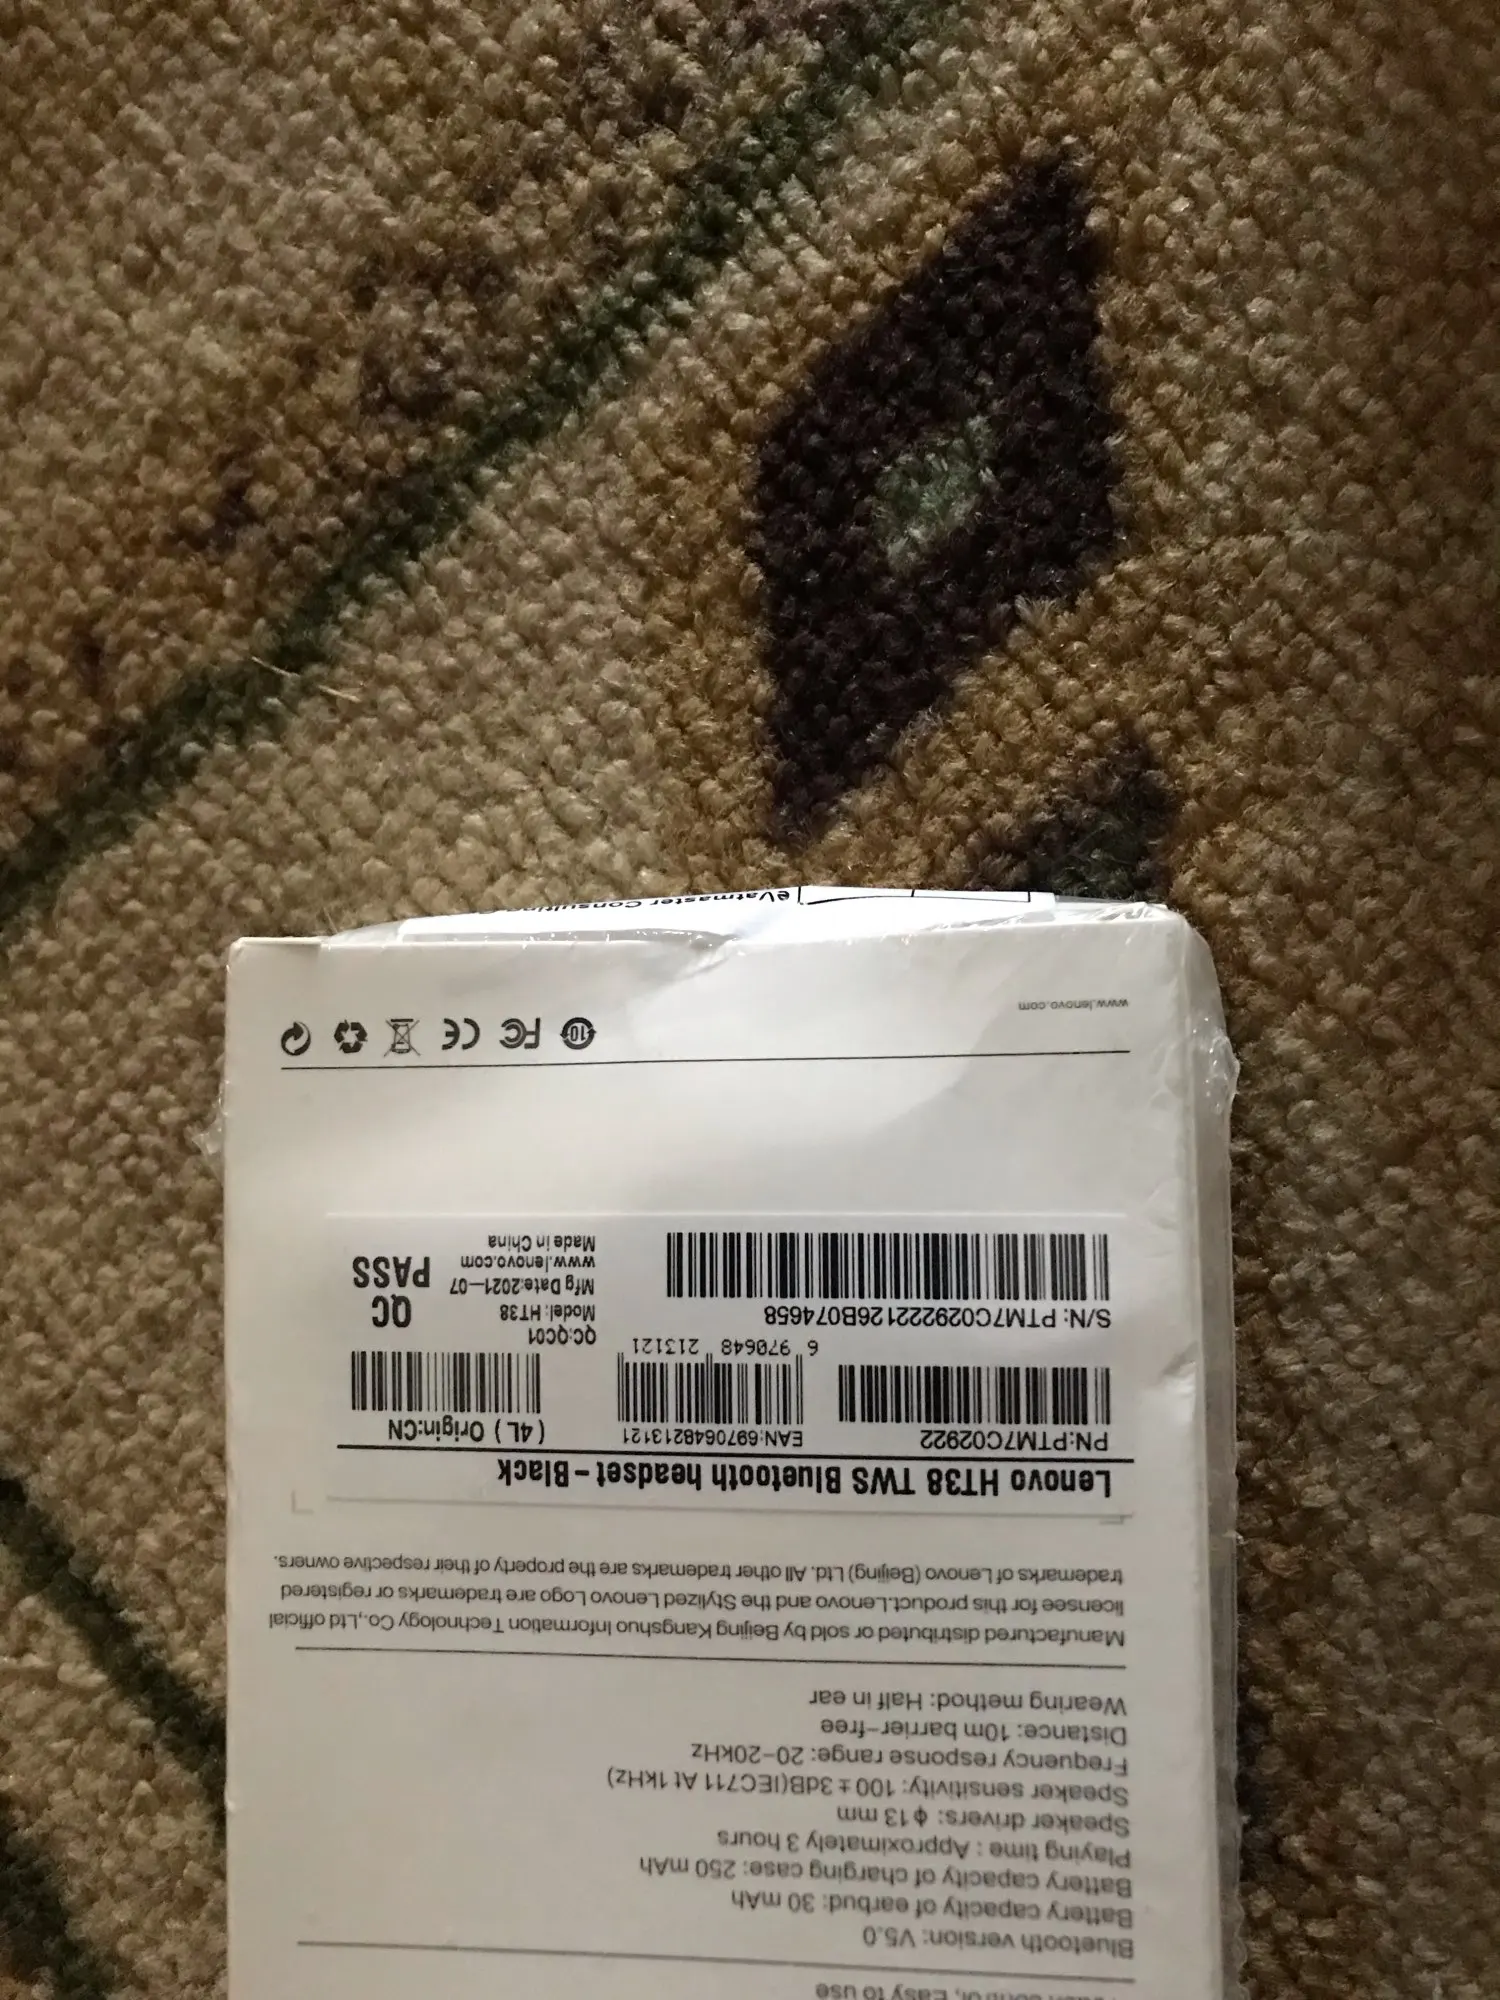 control, Easy to use
Bluetooth version: V5.0
Battery capacity of earbud: 30 mAh
Battery capacity of charging case: 250 mAh
Playing time : Approximately 3 hours
Speaker drivers: ф13 mm
Speaker sensitivity: 100±3dB(IEC711 At 1kHz)
Frequency response range: 20-20kHz
Distance: 10m barrier-free
Wearing method: Half in ear
Manufactured distributed or sold by Beijing Kangshuo Information Technology Co.,Ltd official
licensee for this product.Lenovo and the Stylized Lenovo Logo are trademarks or registered
trademarks of Lenovo (Beijing) Ltd. All other trademarks are the property of their respective owners.
Lenovo HT38 TWS Bluetooth headset-Black
PN:PTM7C02922
EAN:6970648213121
(4L) Origin:CN
6 970648 213121
S/N: PTM7C029222126B074658
QC:QC01
Model: HT38
Mfg Date:2021-07
www.lenovo.com
Made in China
QC
PASS
10 FC CE
www.lenovo.com
eVatmaster Consulting